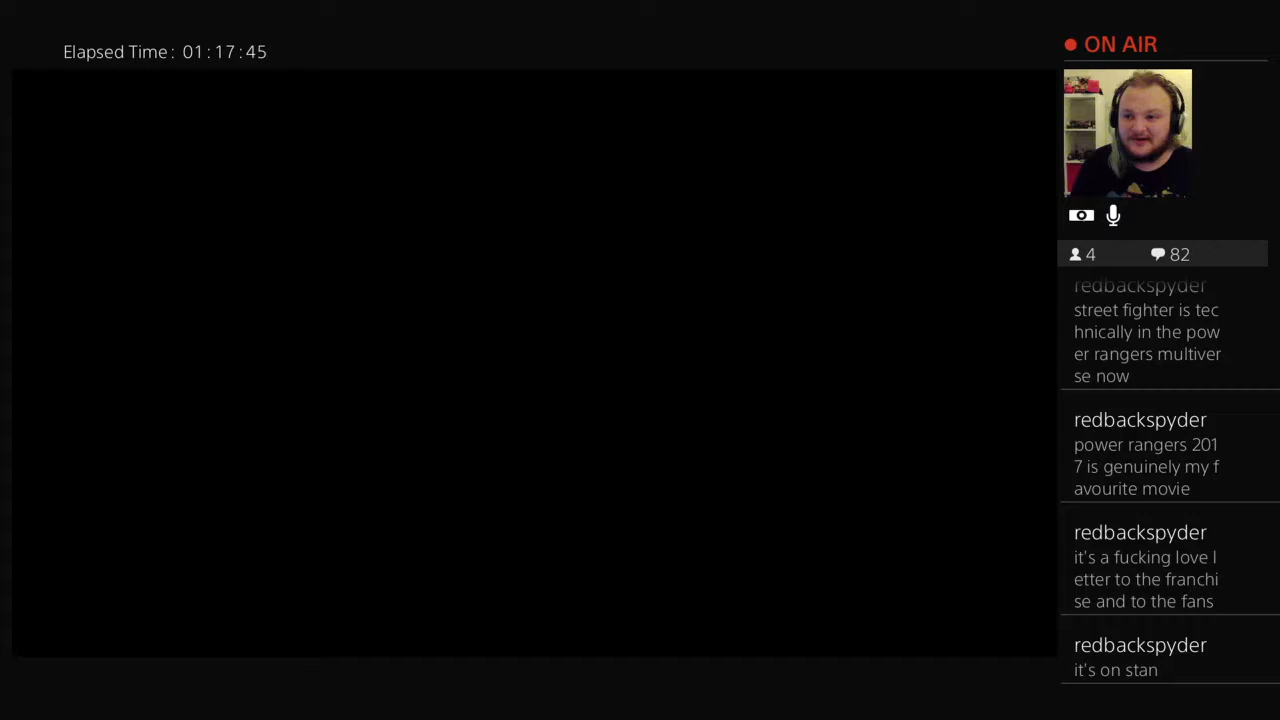 Elapsed Time: 01:17:45
ON AIR
4
82
redbackspyder
street fighter is tec
hnically in the pow
er rangers multiver
se now
redbackspyder
power rangers 201
7 is genuinely my f
avourite movie
redbackspyder
it's a fucking love l
etter to the franchi
se and to the fans
redbackspyder
it's on stan